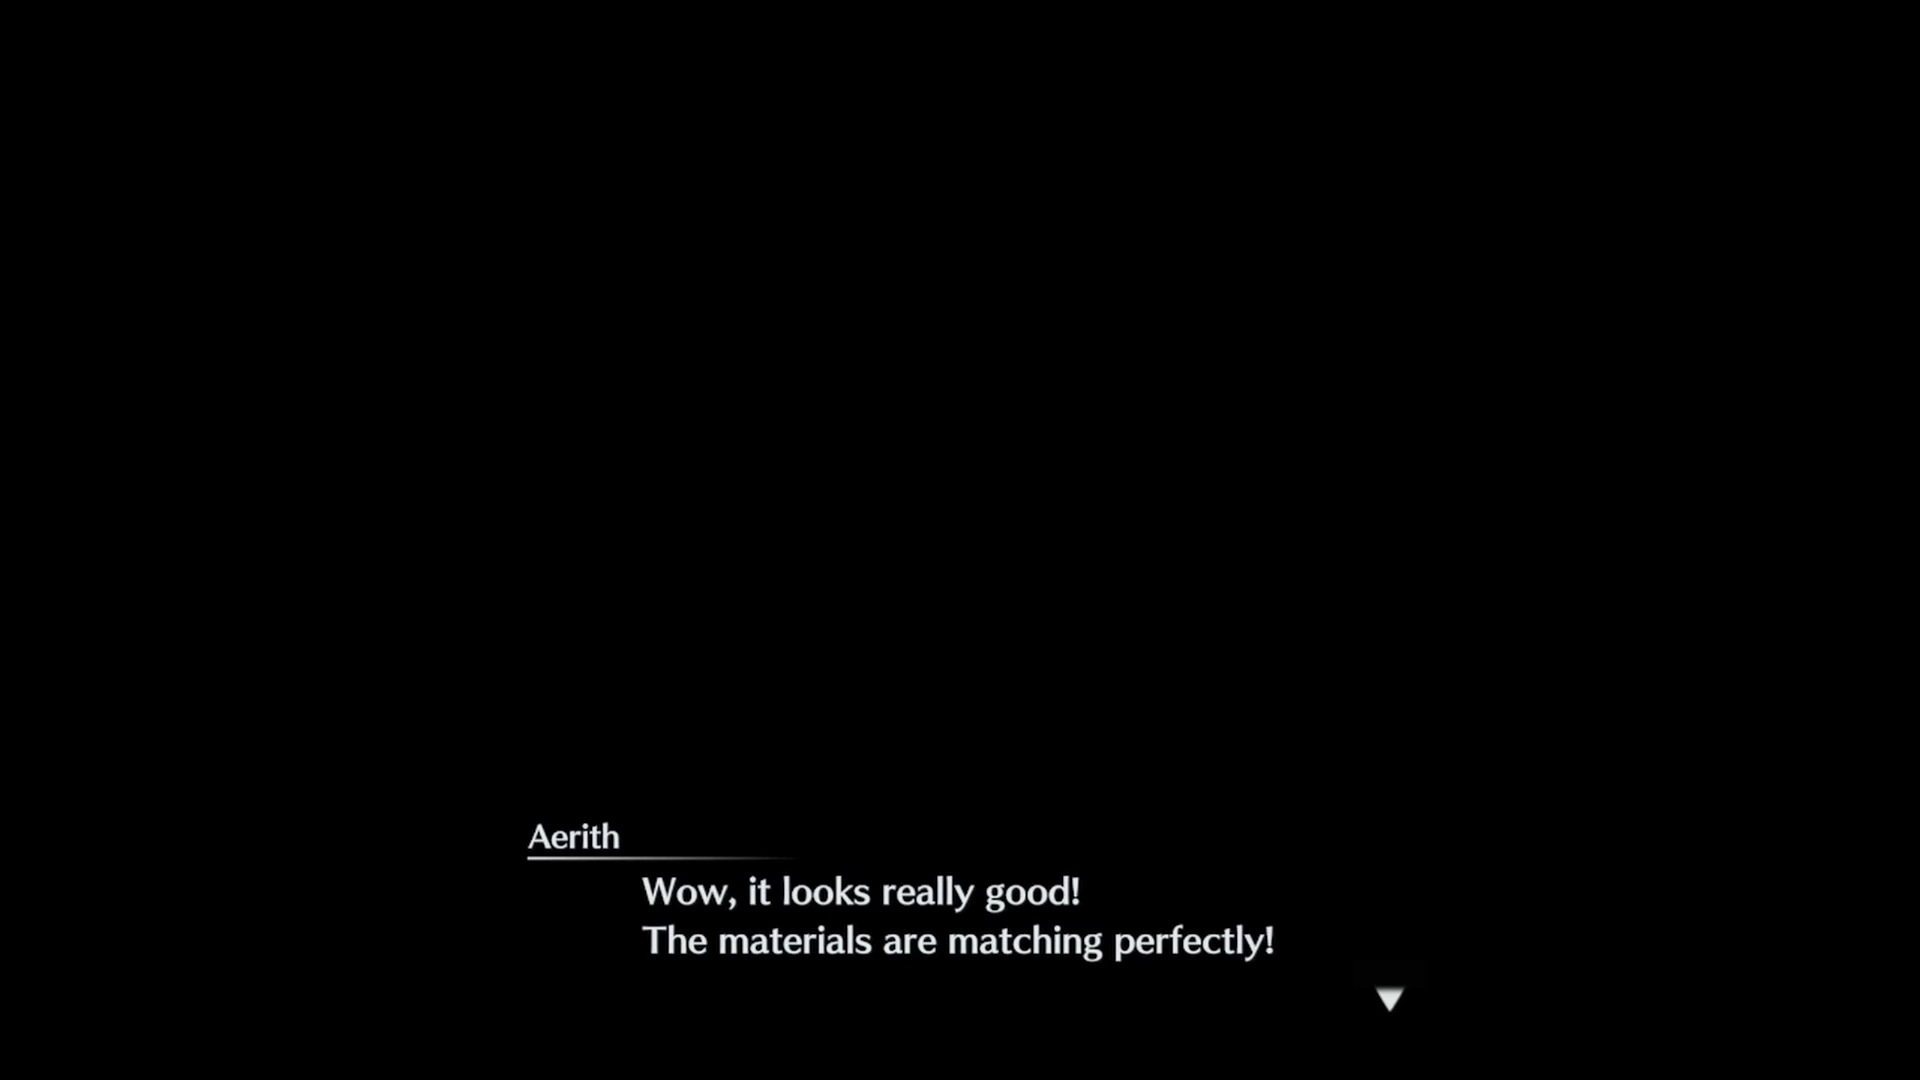 Aerith
Wow, it looks really good!
The materials are matching perfectly!